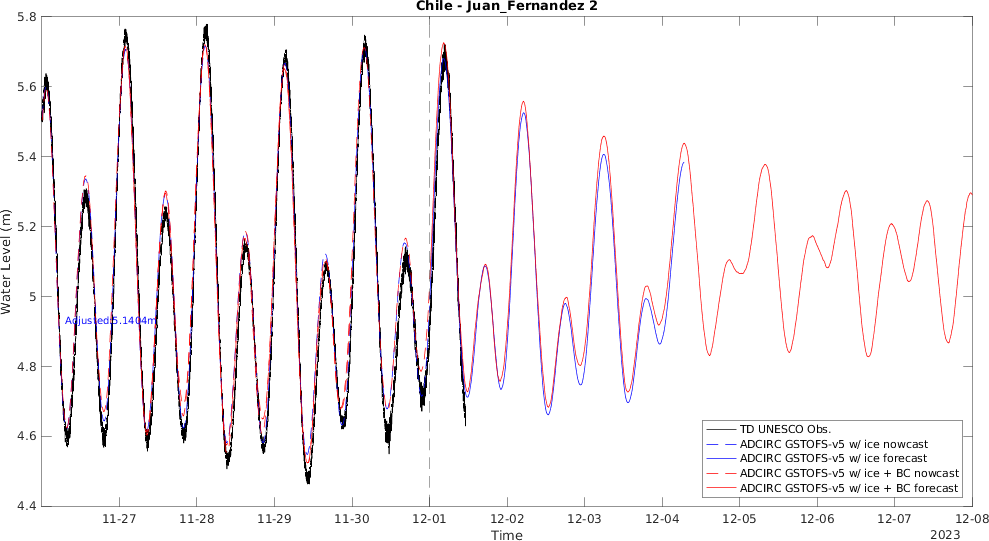 Chile - Juan_Fernandez 2
Water Level (m)
5.8
5.6
5.4
5.2
5
4.8
4.6
4.4
Adjusted:5.1404m
TD UNESCO Obs.
ADCIRC GSTOFS-v5 w/ ice nowcast
ADCIRC GSTOFS-v5 w/ ice forecast
ADCIRC GSTOFS-v5 w/ ice + BC nowcast
ADCIRC GSTOFS-v5 w/ ice + BC forecast
11-27 11-28 11-29 11-30 12-01 12-02 12-03 12-04 12-05 12-06 12-07 12-08
Time
2023